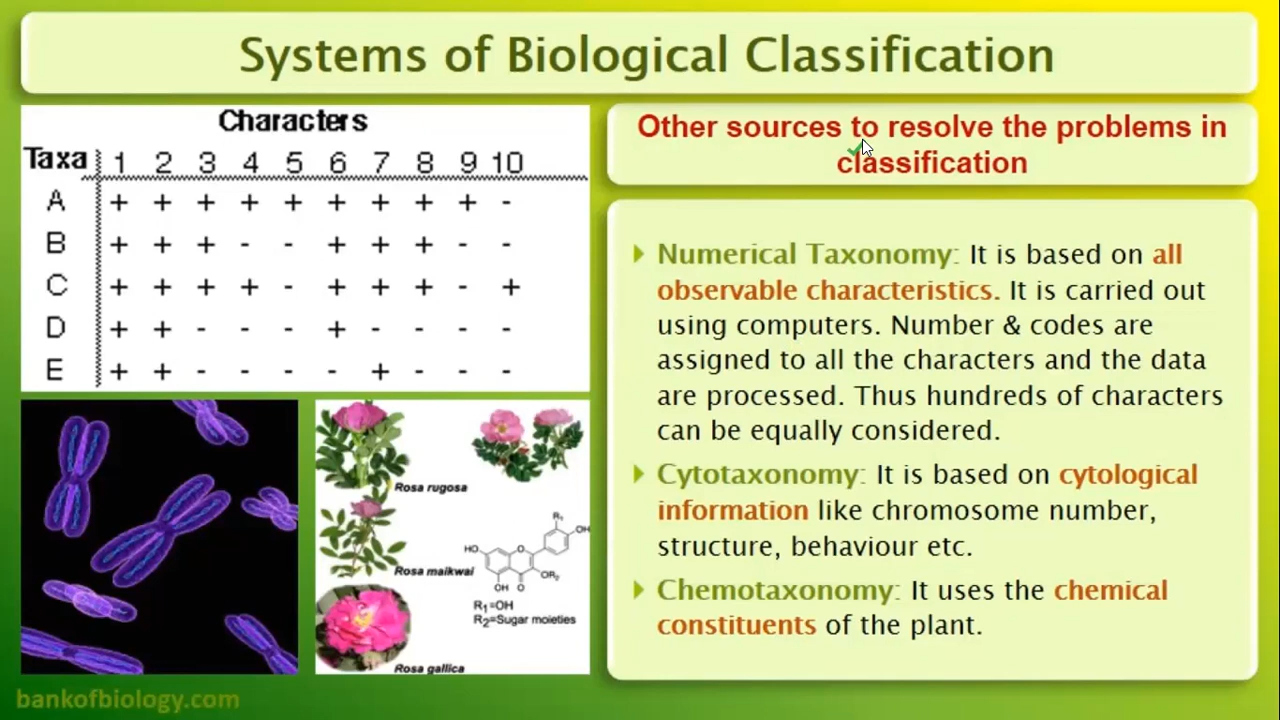 Systems of Biological Classification
Characters
Taxa 1 2 3 4 5 6 7 8 9 10
A + + + + + + + + + -
B + + + - - + + + - -
C + + + + - + + + - +
D + + - - - + - - - -
E + + - - - - + - - -
Rosa rugosa
Rosa maikwai
Rosa gallica
R₁
OH
HO
O
OR₂
OH
O
R₁=OH
R₂=Sugar moieties
Other sources to resolve the problems in
classification
Numerical Taxonomy: It is based on all
observable characteristics. It is carried out
using computers. Number & codes are
assigned to all the characters and the data
are processed. Thus hundreds of characters
can be equally considered.
Cytotaxonomy: It is based on cytological
information like chromosome number,
structure, behaviour etc.
Chemotaxonomy: It uses the chemical
constituents of the plant.
bankofbiology.com